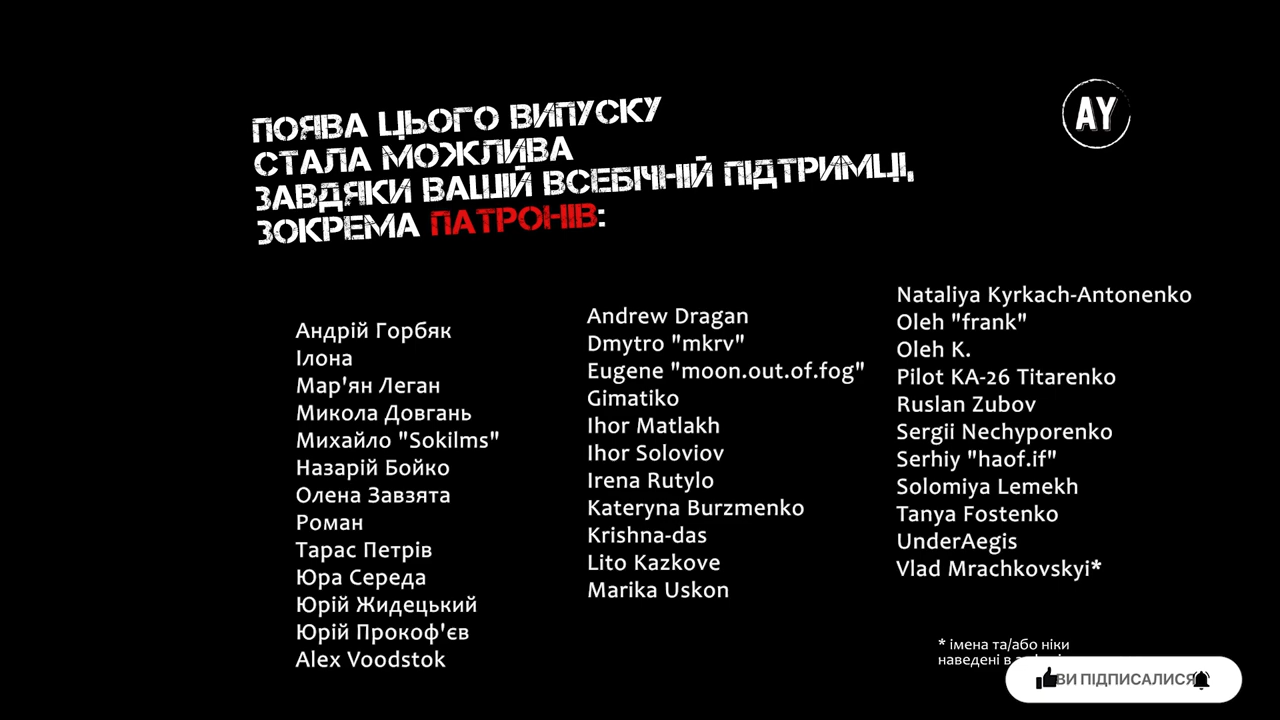 ПОЯВА ЦЬОГО ВИПУСКУ
СТАЛА МОЖЛИВА
ЗАВДЯКИ ВАШІЙ ВСЕБІЧНІЙ ПІДТРИМЦІ,
ЗОКРЕМА ПАТРОНІВ:
АУ
Андрій Горбяк
Ілона
Мар'ян Леган
Микола Довгань
Михайло "Sokilms"
Назарій Бойко
Олена Завзята
Роман
Тарас Петрів
Юра Середа
Юрій Жидецький
Юрій Прокоф'єв
Alex Voodstok
Andrew Dragan
Dmytro "mkrv"
Eugene "moon.out.of.fog"
Gimatiko
Ihor Matlakh
Ihor Soloviov
Irena Rutylo
Kateryna Burzmenko
Krishna-das
Lito Kazkove
Marika Uskon
Nataliya Kyrkach-Antonenko
Oleh "frank"
Oleh K.
Pilot KA-26 Titarenko
Ruslan Zubov
Sergii Nechyporenko
Serhiy "haof.if"
Solomiya Lemekh
Tanya Fostenko
UnderAegis
Vlad Mrachkovskyi*
* імена та/або ніки
наведені в
ВИ ПІДПИСАЛИСЯ